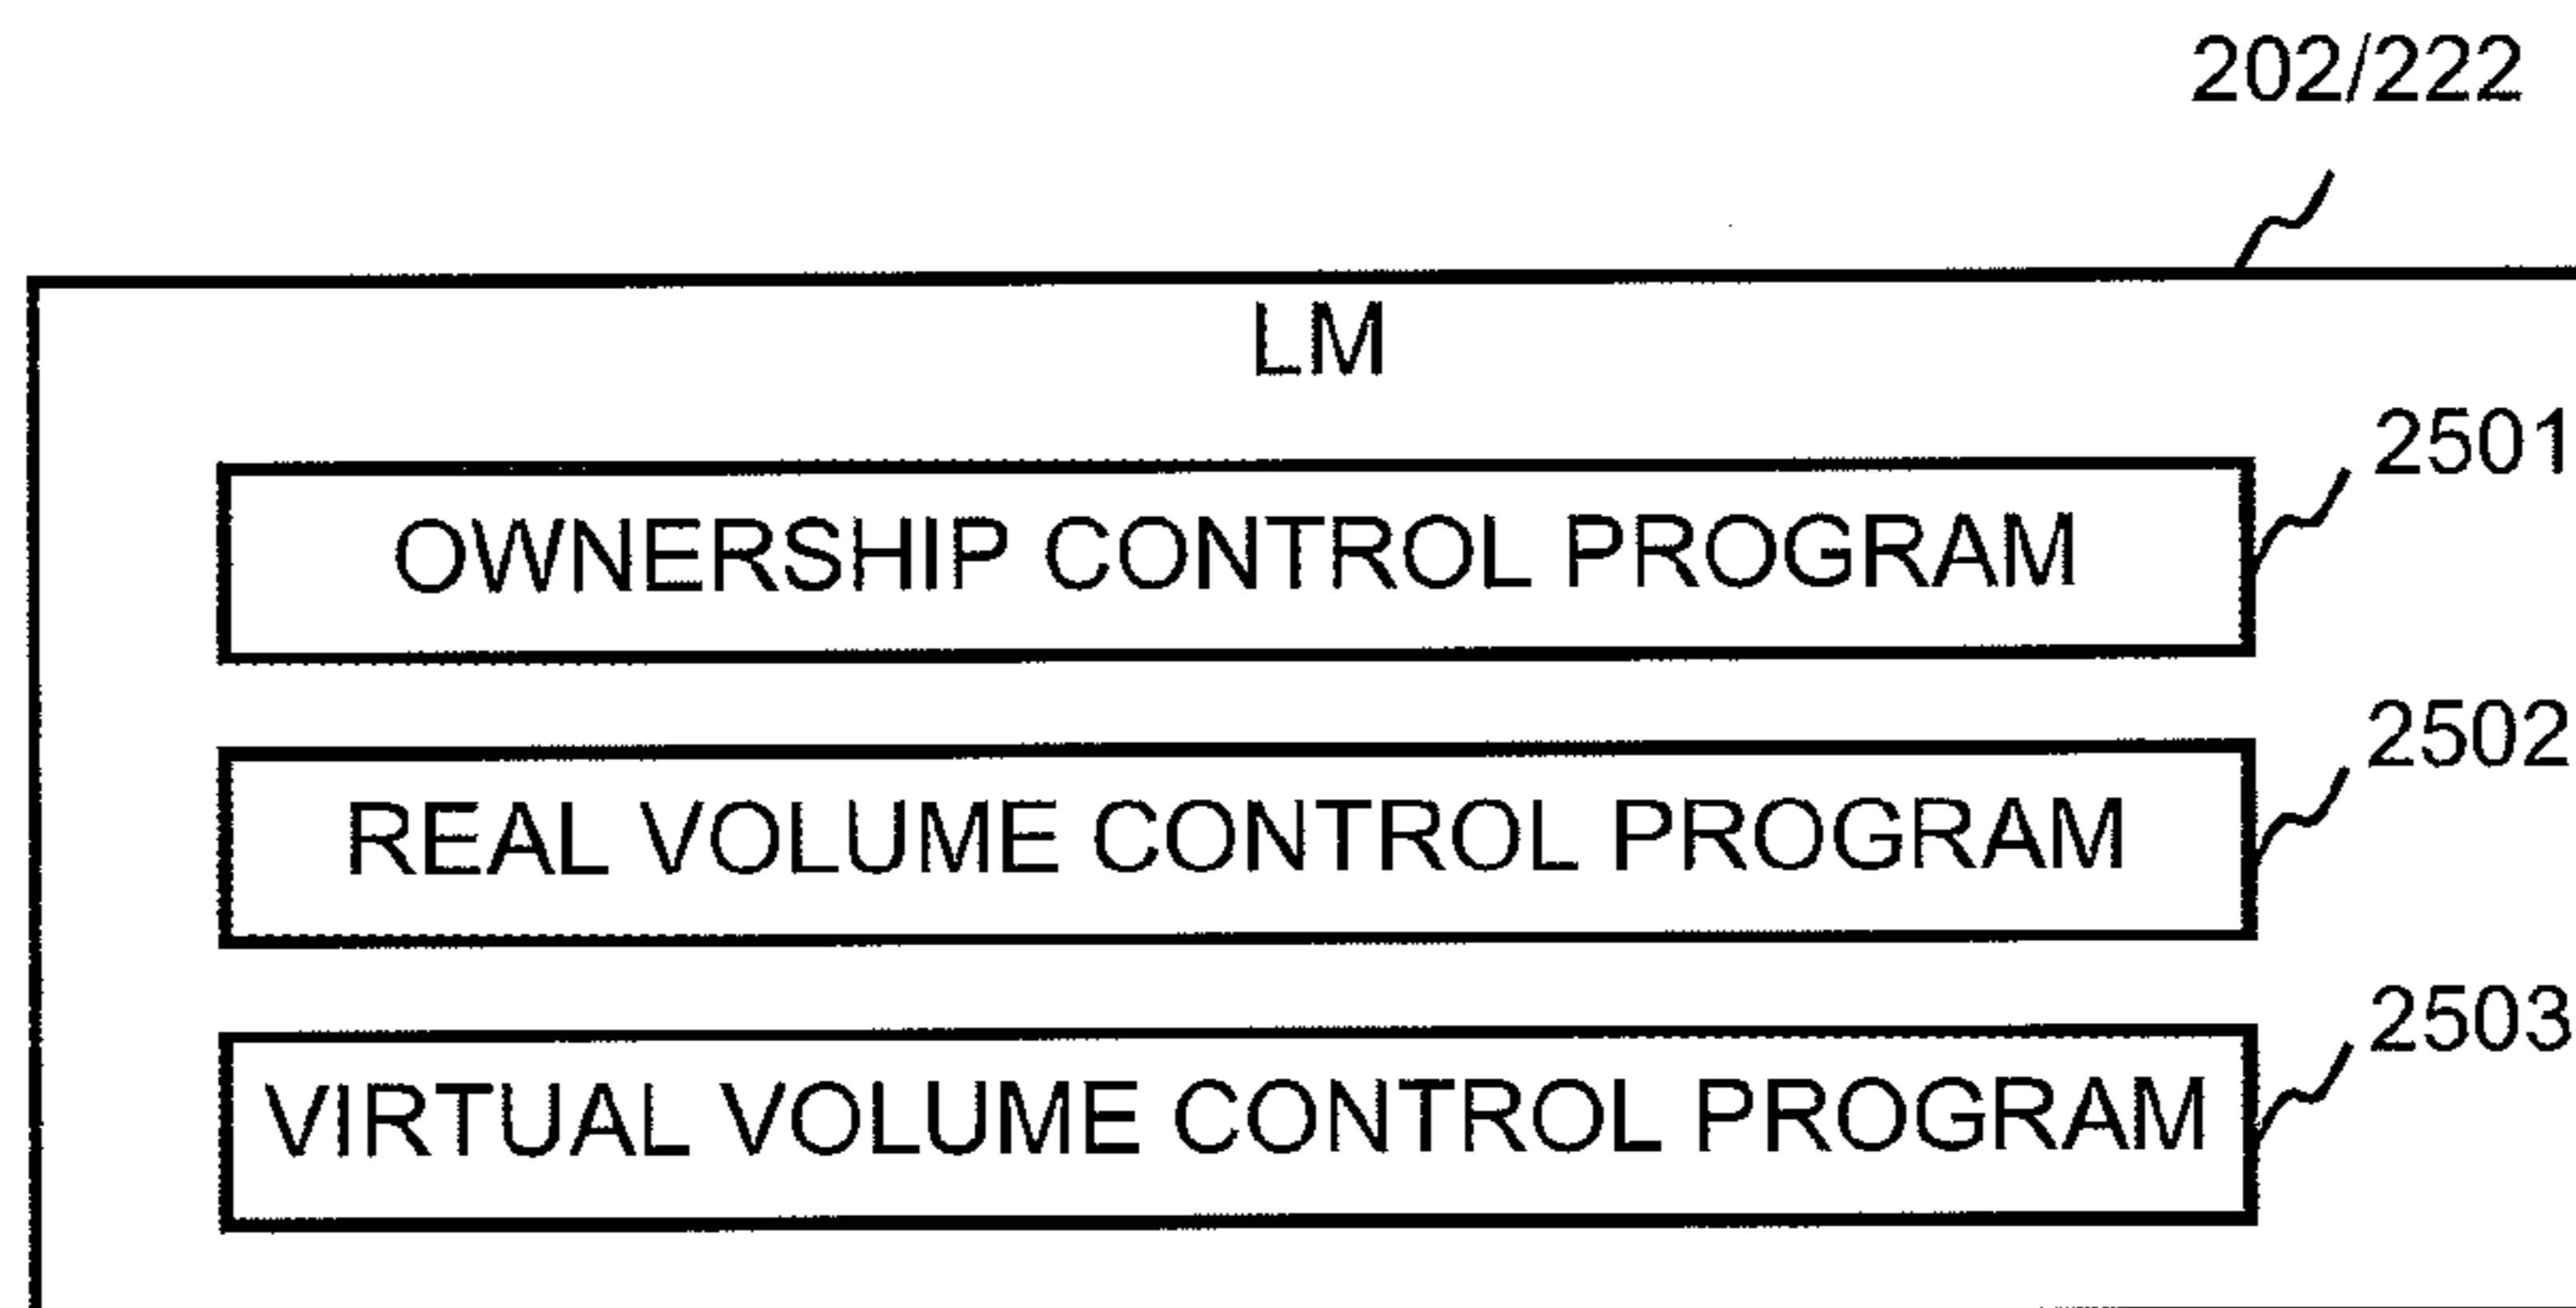 202/222
LM
2501
OWNERSHIP CONTROL PROGRAM
2502
REAL VOLUME CONTROL PROGRAM
2503
VIRTUAL VOLUME CONTROL PROGRAM